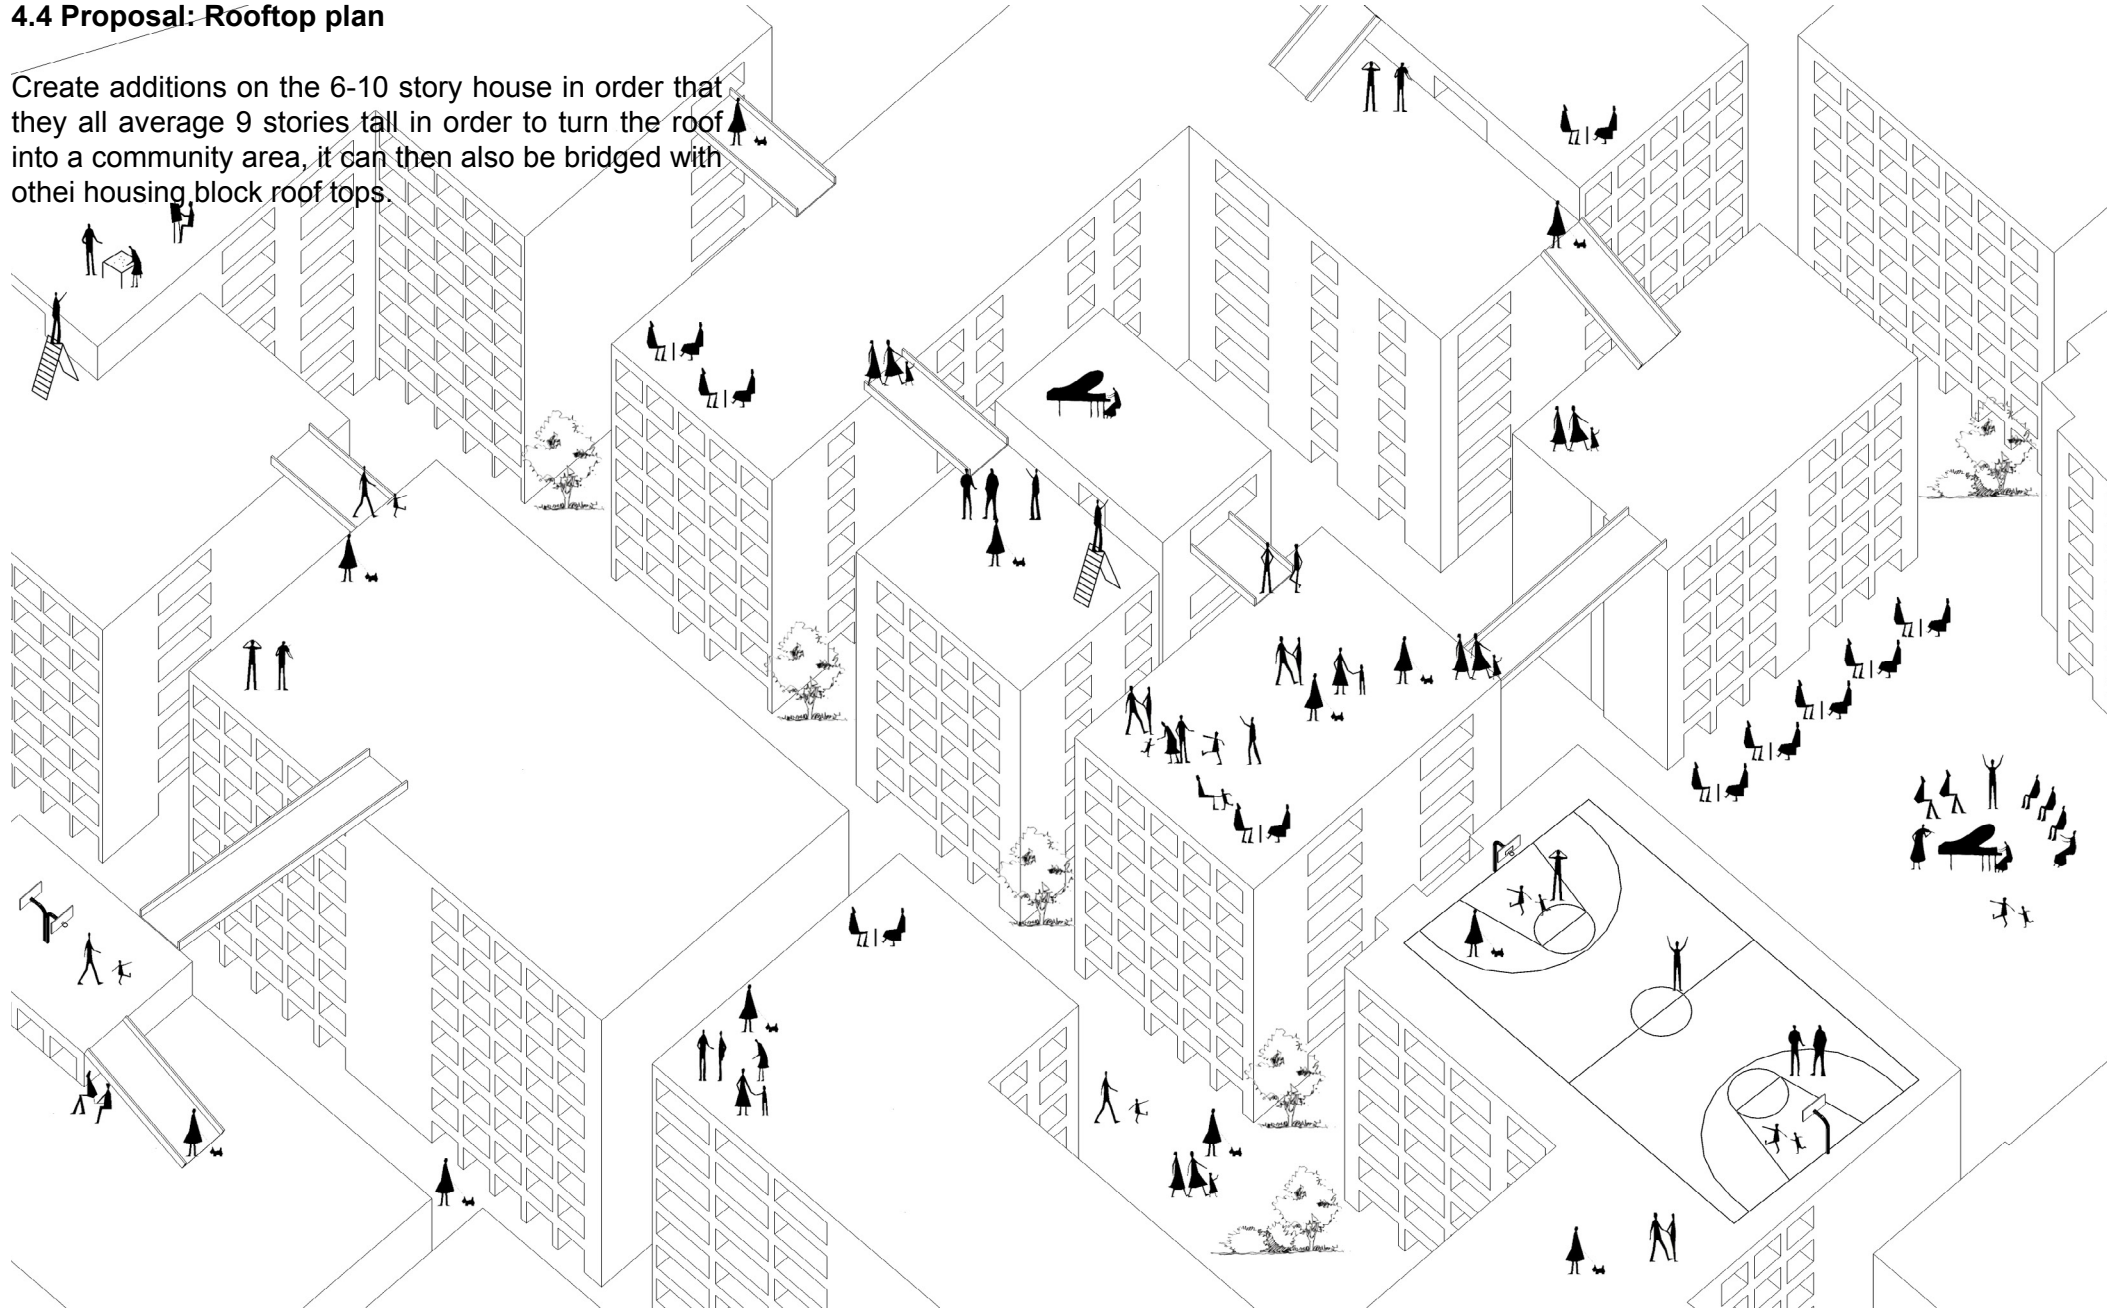 4.4 Proposal: Rooftop plan
Create additions on the 6-10 story house in order that
they all average 9 stories tall in order to turn the roof
into a community area, it can then also be bridged with
othei housing block roof tops.